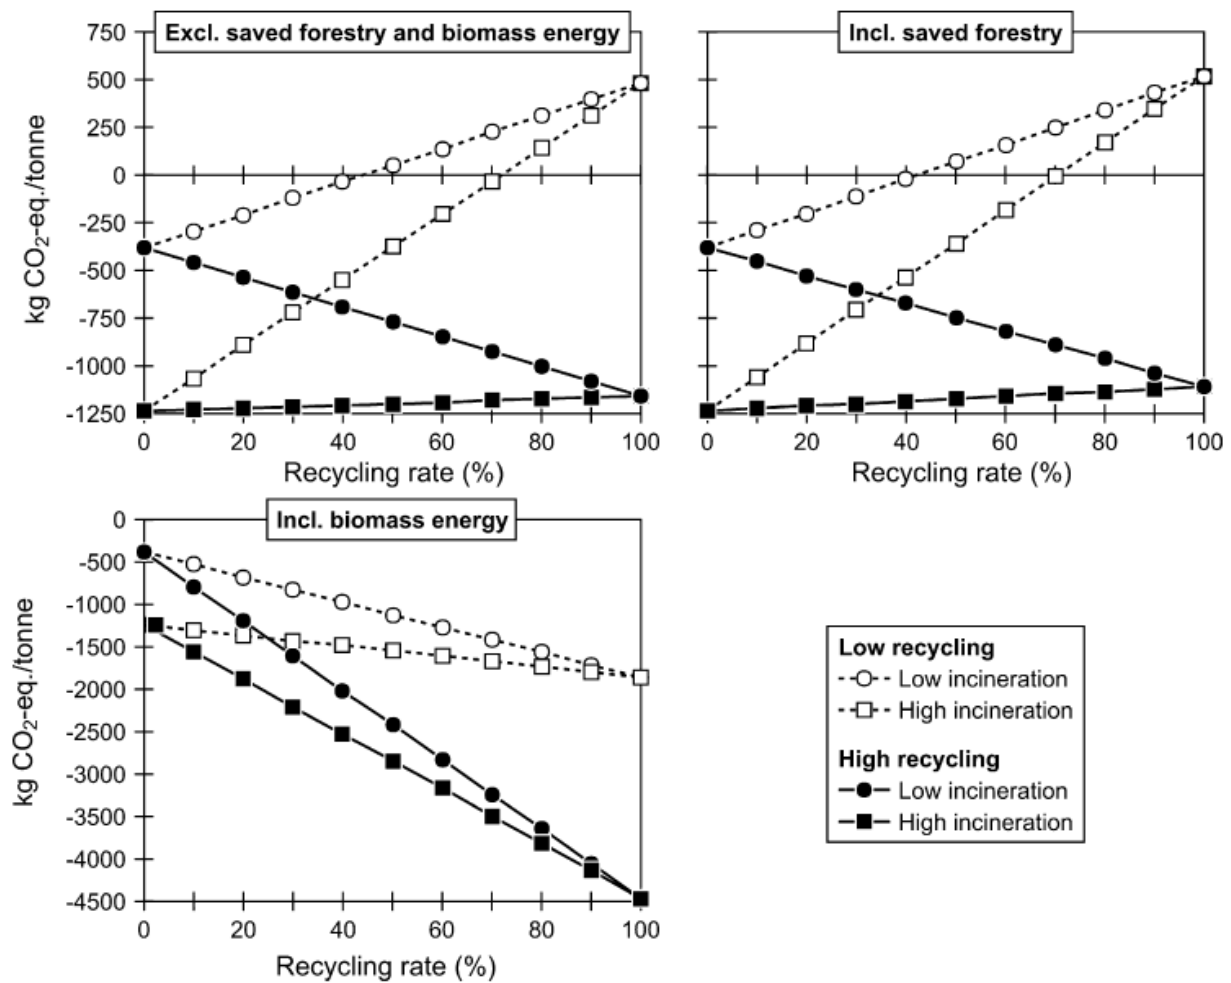 Excl. saved forestry and biomass energy
750
500
250
0
-250
-500
-750
-1000
-1250
kg CO₂-eq./tonne
0 20 40 60 80 100
Recycling rate (%)
Incl. saved forestry
0 20 40 60 80 100
Recycling rate (%)
Incl. biomass energy
0
-500
-1000
-1500
-2000
-2500
-3000
-3500
-4000
-4500
kg CO₂-eq./tonne
0 20 40 60 80 100
Recycling rate (%)
Low recycling
Low incineration
High incineration
High recycling
Low incineration
High incineration